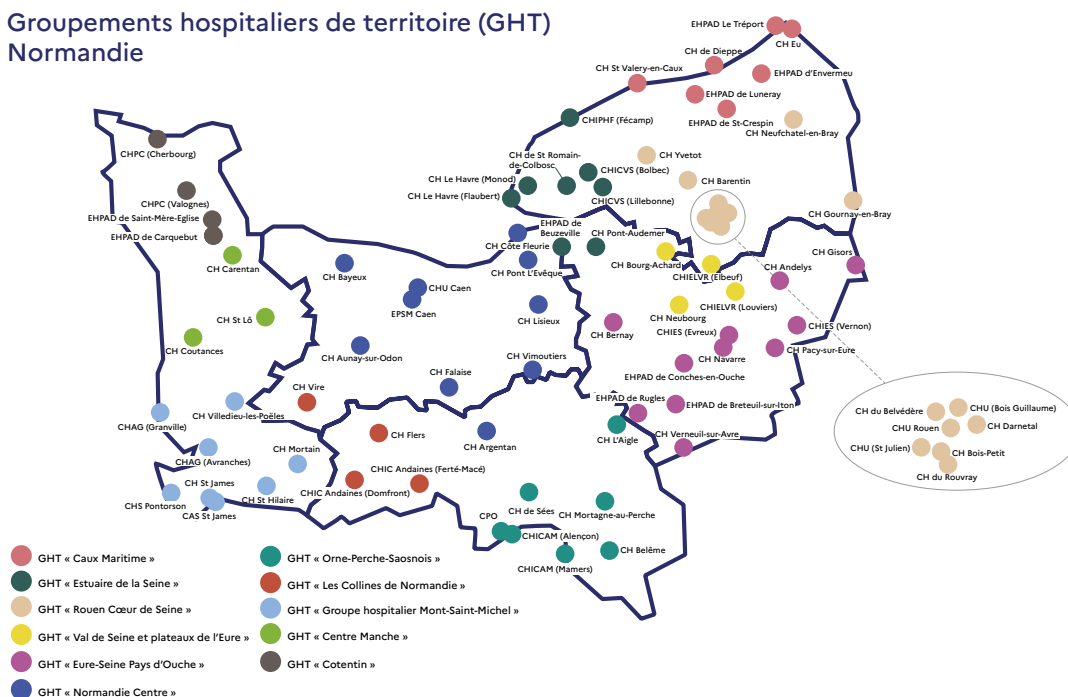 Groupements hospitaliers de territoire (GHT)
Normandie
EHPAD Le Tréport
CH Eu
CH de Dieppe
CH St Valery-en-Caux
EHPAD d'Envermeu
EHPAD de Luneray
EHPAD de St-Crespin
CH Neufchatel-en-Bray
CHIPHF (Fécamp)
CHPC (Cherbourg)
CH de St Romain-
de-Colbosc
CH Yvetot
CHICVS (Bolbec)
CH Le Havre (Monod)
CH Barentin
CH Le Havre (Flaubert)
CHICVS (Lillebonne)
CHPC (Valognes)
EHPAD de Saint-Mère-Eglise
EHPAD de Carquebut
CH Gournay-en-Bray
EHPAD de
Beuzeville
CH Pont-Audemer
CH Côte Fleurie
CH Gisors
CH Carentan
CH Bayeux
CH Pont L'Evêque
CH Bourg-Achard
CHIELVR (Elbeuf)
CH Andelys
CHU Caen
EPSM Caen
CH St Lô
CH Lisieux
CHIELVR (Louviers)
CH Neubourg
CH Coutances
CH Bernay
CHIES (Evreux)
CHIES (Vernon)
CH Aunay-sur-Odon
CH Vimoutiers
CH Navarre
CH Pacy-sur-Eure
CH Falaise
EHPAD de Conches-en-Ouche
CH Vire
EHPAD de Rugles
EHPAD de Breteuil-sur-Iton
CH Villedieu-les-Poëles
CHAG (Granville)
CH Flers
CH Argentan
CH L'Aigle
CH Verneuil-sur-Avre
CH du Belvédère
CHU (Bois Guillaume)
CHU Rouen
CH Darnetal
CHU (St Julien)
CH Bois-Petit
CH du Rouvray
CHAG (Avranches)
CH Mortain
CHIC Andaines (Ferté-Macé)
CH St James
CHIC Andaines (Domfront)
CH St Hilaire
CHS Pontorson
CAS St James
CH de Sées
CH Mortagne-au-Perche
CPO
CHICAM (Alençon)
CH Belême
CHICAM (Mamers)
GHT « Caux Maritime »
GHT « Estuaire de la Seine »
GHT « Rouen Cœur de Seine »
GHT « Val de Seine et plateaux de l'Eure »
GHT « Eure-Seine Pays d'Ouche »
GHT « Normandie Centre »
GHT « Orne-Perche-Saosnois »
GHT « Les Collines de Normandie »
GHT « Groupe hospitalier Mont-Saint-Michel »
GHT « Centre Manche »
GHT « Cotentin »